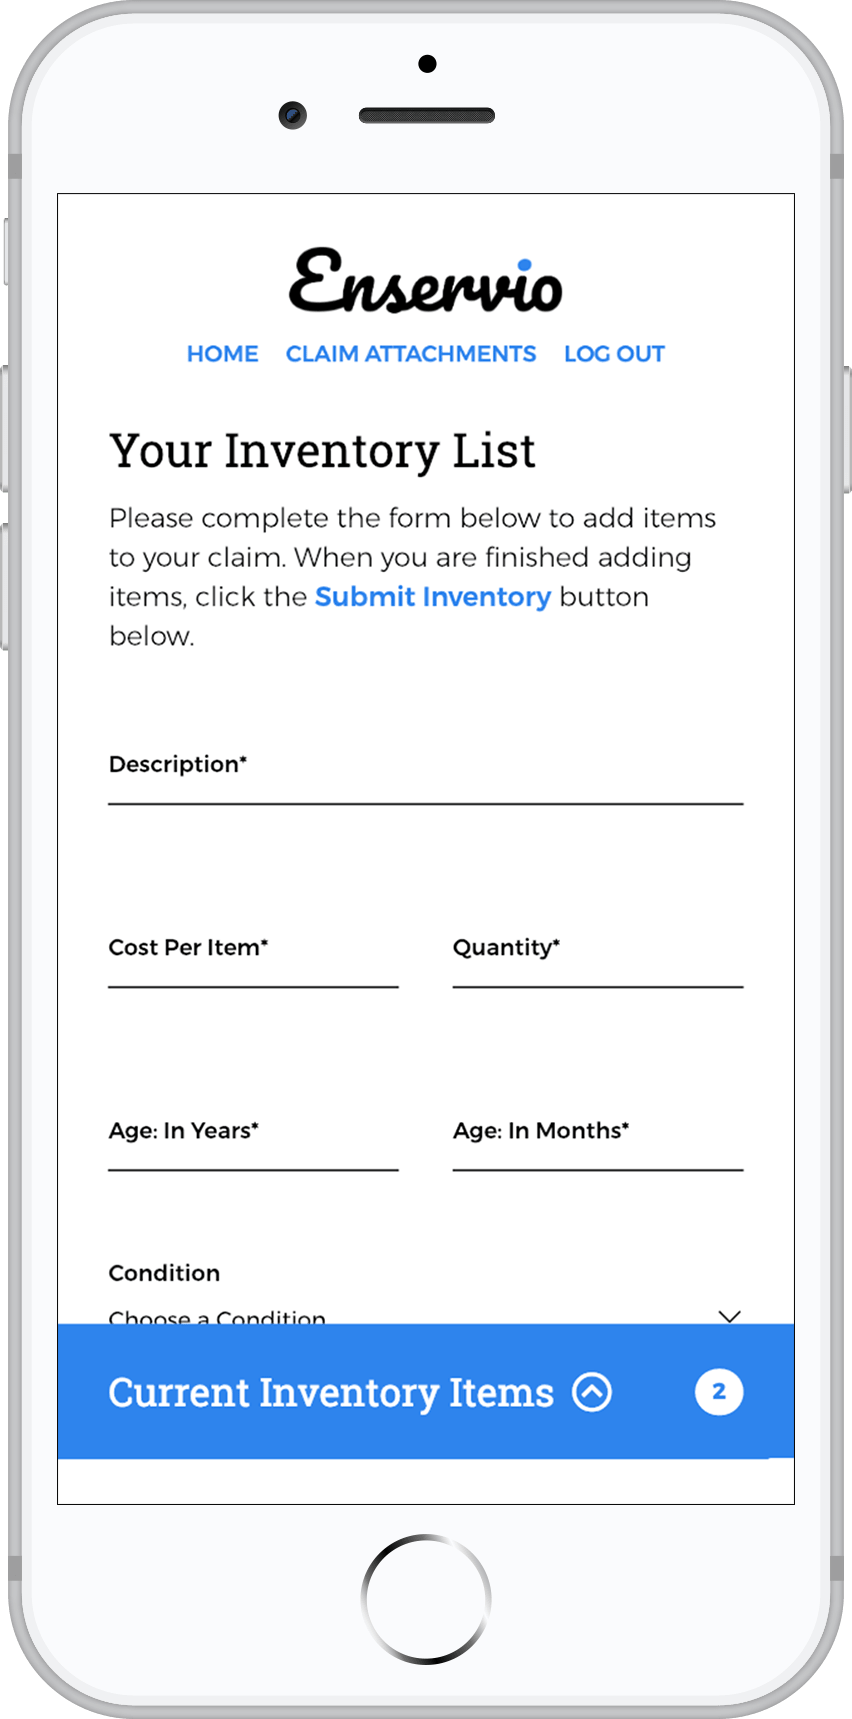 Enservio
HOME CLAIM ATTACHMENTS LOG OUT
Your Inventory List
Please complete the form below to add items
to your claim. When you are finished adding
items, click the Submit Inventory button
below.
Description*
Cost Per Item* Quantity*
Age: In Years* Age: In Months*
Condition
Choose a Condition
Current Inventory Items 2